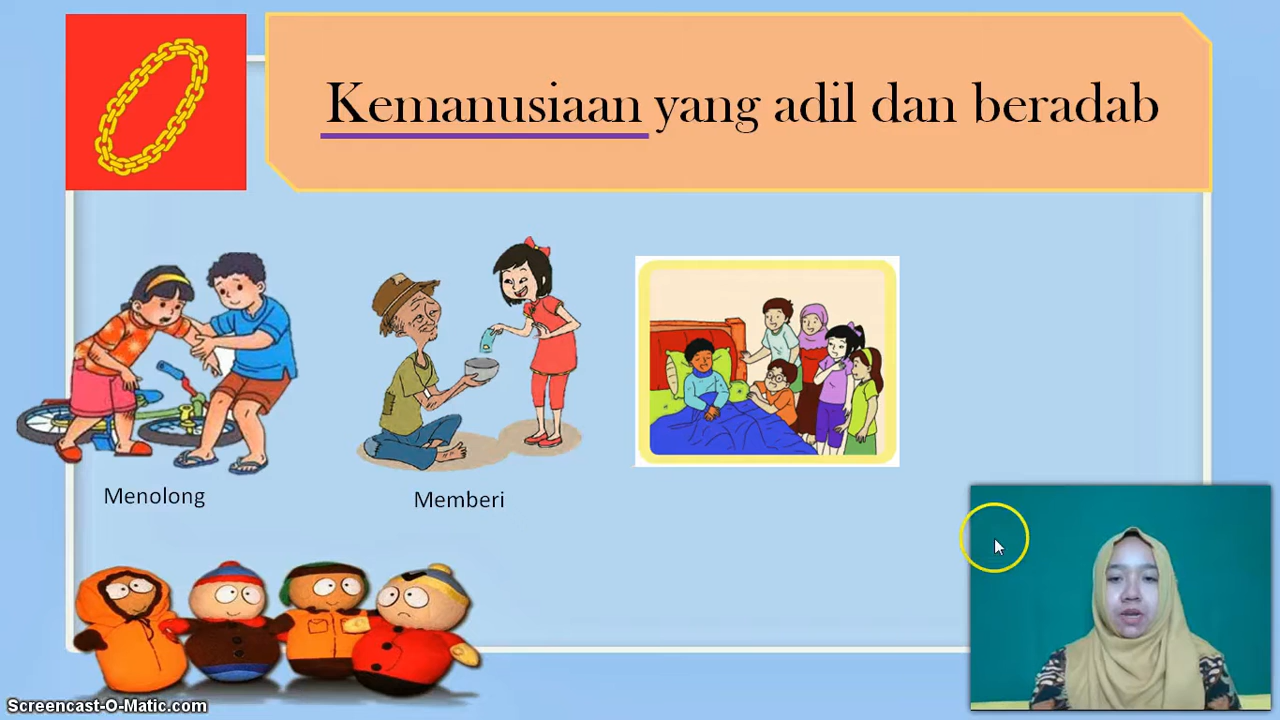 Kemanusiaan yang adil dan beradab
Menolong
Memberi
Screencast-O-Matic.com